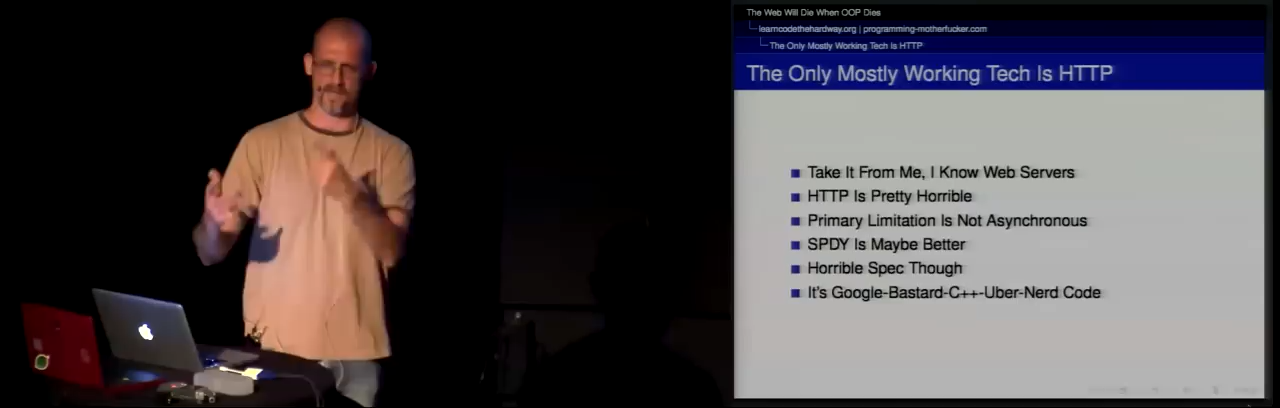 The Web Will Die When OOP Dies
learncodethehardway.org | programming-motherfucker.com
The Only Mostly Working Tech Is HTTP
The Only Mostly Working Tech Is HTTP
Take It From Me, I Know Web Servers
HTTP Is Pretty Horrible
Primary Limitation Is Not Asynchronous
SPDY Is Maybe Better
Horrible Spec Though
It's Google-Bastard-C++-Uber-Nerd Code